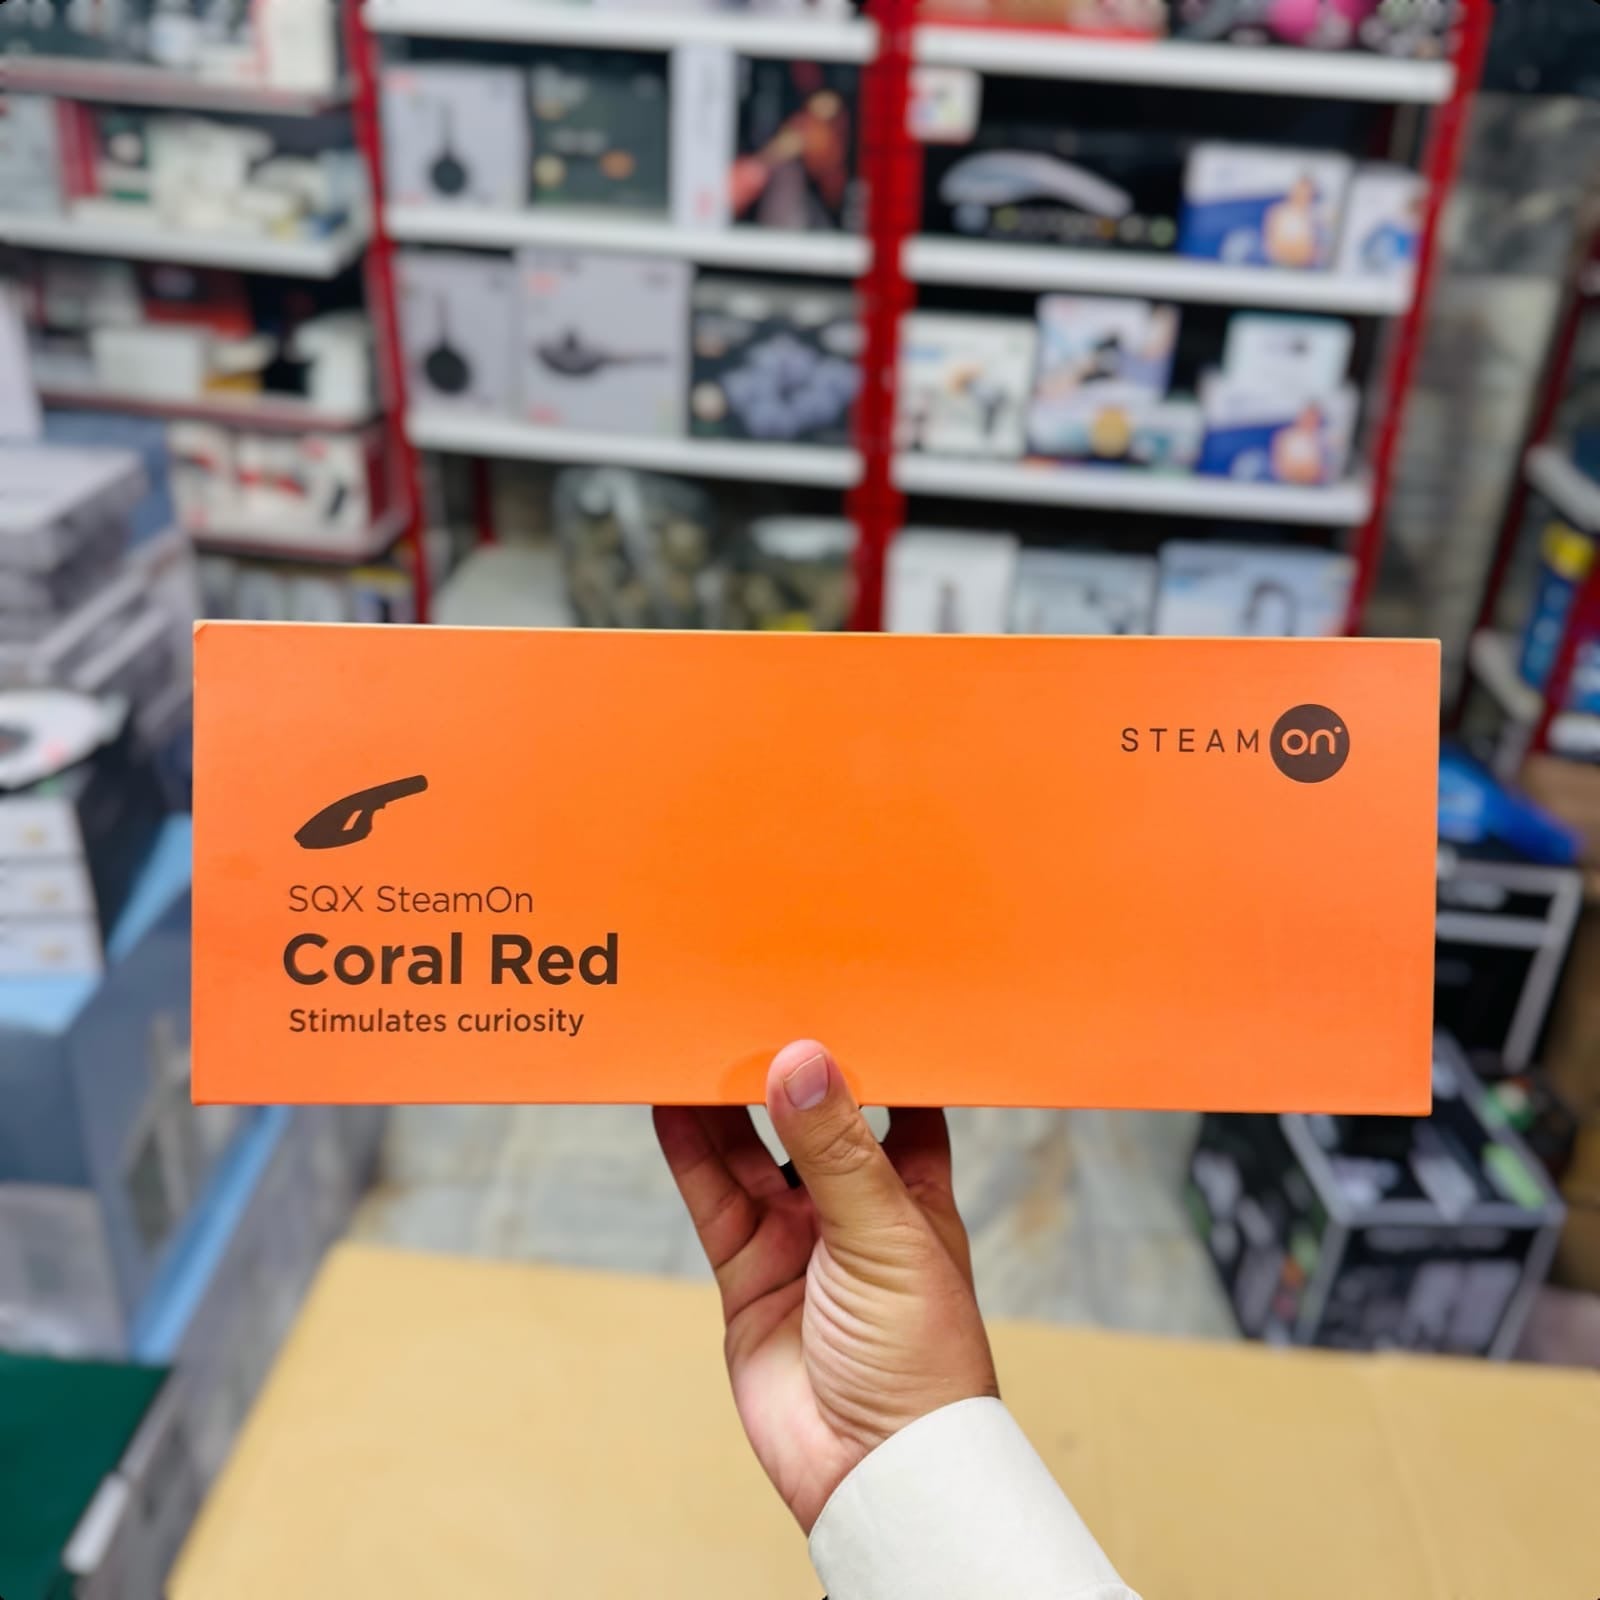 STEAM on
SQX SteamOn
Coral Red
Stimulates curiosity